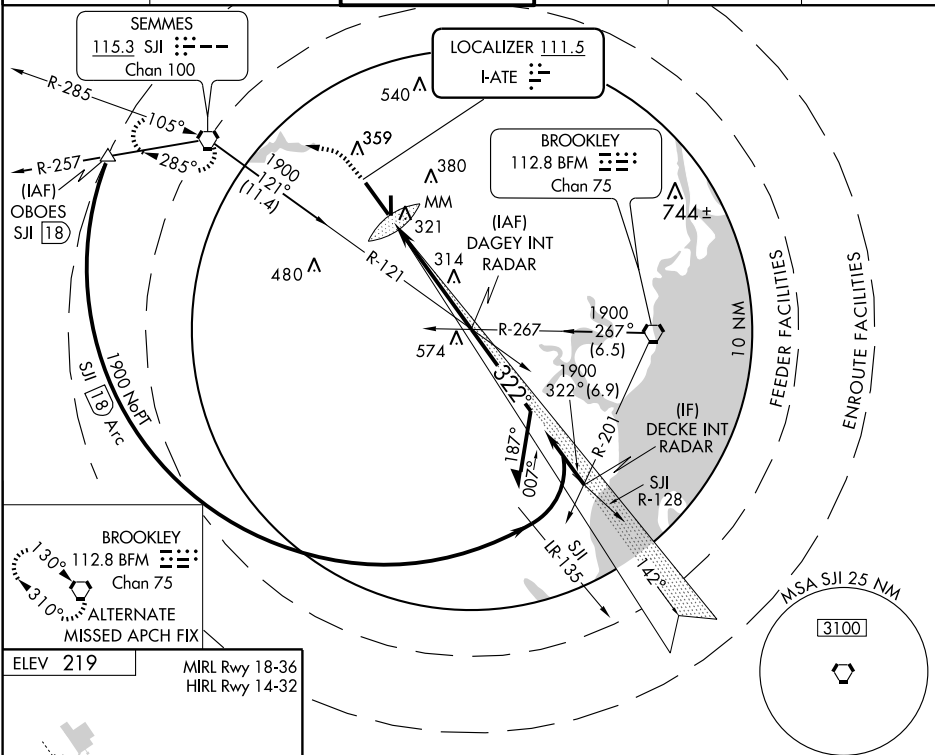 SEMMES
115.3 SJI
Chan 100
LOCALIZER 111.5
I-ATE
R-285
105°
285°
R-257
(IAF)
OBOES
SJI 18
540
359
380
MM
321
1900
121°
(11.4)
R-121
BROOKLEY
112.8 BFM
Chan 75
744±
(IAF)
DAGEY INT
RADAR
314
480
574
R-267
1900
267°
(6.5)
10 NM
FEEDER FACILITIES
ENROUTE FACILITIES
322°
1900
322° (6.9)
R-201
(IF)
DECKE INT
RADAR
187°
007°
SJI
R-128
1900 NoPT
SJI 18 Arc
SJI
LR-135
142°
BROOKLEY
112.8 BFM
Chan 75
130°
310°
ALTERNATE
MISSED APCH FIX
MSA SJI 25 NM
3100
ELEV 219
MIRL Rwy 18-36
HIRL Rwy 14-32